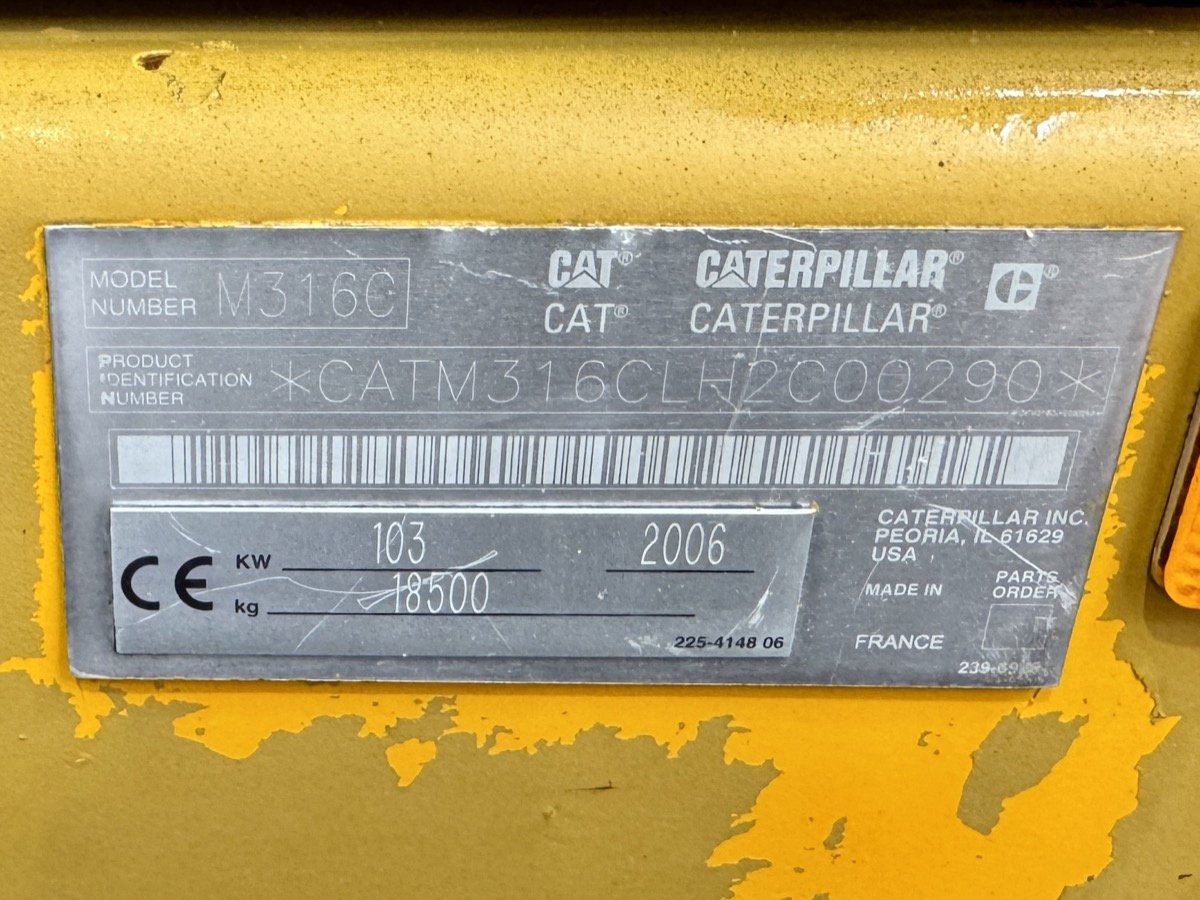 MODEL NUMBER M316C
CAT® CATERPILLAR® C®
CAT® CATERPILLAR®
PRODUCT IDENTIFICATION NUMBER *CATM316CLH2C00290*
CE
KW 103 2006
kg 18500
225-4148 06
CATERPILLAR INC.
PEORIA, IL 61629
USA
MADE IN
FRANCE
PARTS
ORDER